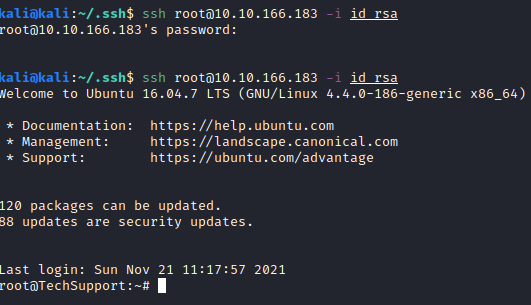 kali@kali:~/.ssh$ ssh root@10.10.166.183 -i id_rsa
root@10.10.166.183's password:
kali@kali:~/.ssh$ ssh root@10.10.166.183 -i id_rsa
Welcome to Ubuntu 16.04.7 LTS (GNU/Linux 4.4.0-186-generic x86_64)
* Documentation:  https://help.ubuntu.com
* Management:     https://landscape.canonical.com
* Support:        https://ubuntu.com/advantage
120 packages can be updated.
88 updates are security updates.
Last login: Sun Nov 21 11:17:57 2021
root@TechSupport:~#